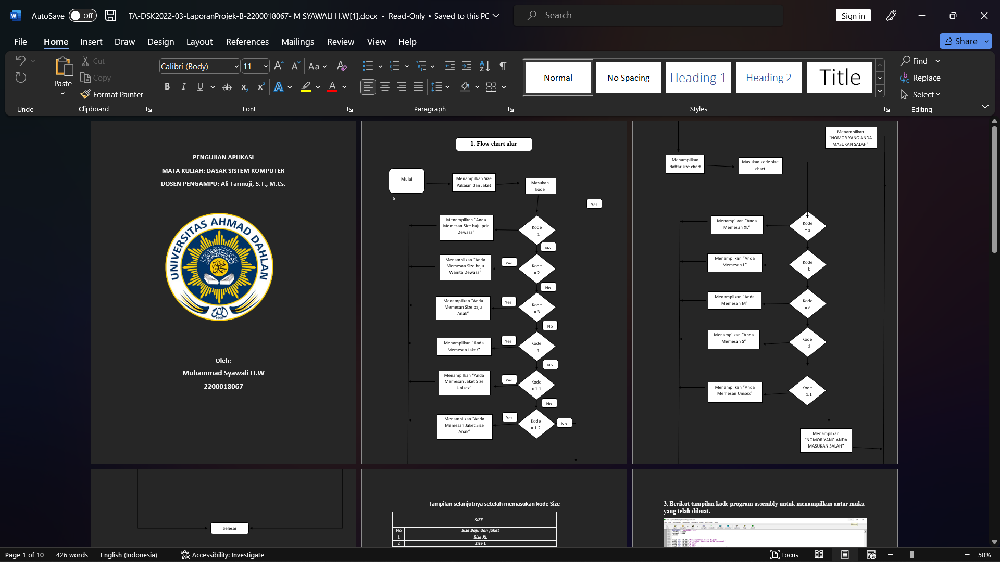 AutoSave Off TA-DSK2022-03-LaporanProjek-B-2200018067- M SYAWALI H.W[1].docx - Read-Only • Saved to this PC Search Sign in
File Home Insert Draw Design Layout References Mailings Review View Help Share
Undo
Paste
Cut
Copy
Format Painter
Clipboard
Calibri (Body) 11
Font
Paragraph
Normal
No Spacing
Heading 1
Heading 2
Title
Styles
Find
Replace
Select
Editing
PENGUJIAN APLIKASI
MATA KULIAH: DASAR SISTEM KOMPUTER
DOSEN PENGAMPU: Ali Tarmuji, S.T., M.Cs.
UNIVERSITAS AHMAD DAHLAN
1960
Oleh:
Muhammad Syawali H.W
2200018067
1. Flow chart alur
Mulai
Menampilkan Size
Pakaian dan Jaket
Masukan
kode
5
Yes
Menampilkan “Anda
Memesan Size baju pria
Dewasa”
Kode
= 1
No
Menampilkan “Anda
Memesan Size baju
Wanita Dewasa”
Yes
Kode
= 2
No
Menampilkan “Anda
Memesan Size baju
Anak”
Yes
Kode
= 3
No
Menampilkan “Anda
Memesan Jaket”
Yes
Kode
= 4
No
Menampilkan “Anda
Memesan Jaket Size
Unisex”
Yes
Kode
= 1.1
No
Menampilkan “Anda
Memesan Jaket Size
Anak”
Yes
Kode
= 1.2
No
Menampilkan
“NOMOR YANG ANDA
MASUKAN SALAH”
Menampilkan
daftar size chart
Masukan kode size
chart
Menampilkan “Anda
Memesan XL”
Kode
= a
Menampilkan “Anda
Memesan L”
Kode
= b
Menampilkan “Anda
Memesan M”
Kode
= c
Menampilkan “Anda
Memesan S”
Kode
= d
Menampilkan “Anda
Memesan Unisex”
Kode
= 1.1
Menampilkan
“NOMOR YANG ANDA
MASUKAN SALAH”
Selesai
Tampilan selanjutnya setelah memasukan kode Size
SIZE
No Size Baju dan jaket
1 Size XL
2 Size L
3. Berikut tampilan kode program assembly untuk menampilkan antar muka
yang telah dibuat.
Page 1 of 10 426 words English (Indonesia) Accessibility: Investigate Focus 50%